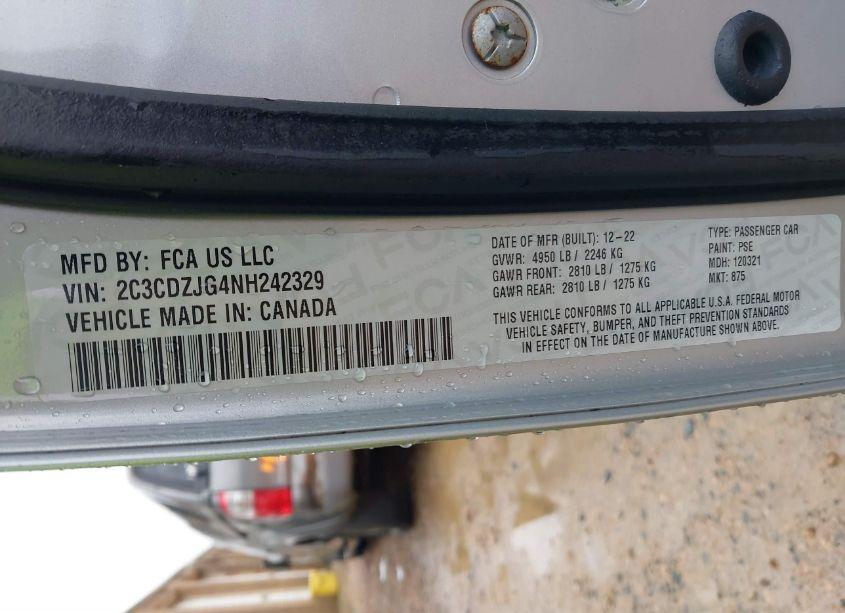 MFD BY: FCA US LLC
VIN: 2C3CDZJG4NH242329
VEHICLE MADE IN: CANADA
DATE OF MFR (BUILT): 12-22
GVWR: 4950 LB / 2246 KG
GAWR FRONT: 2810 LB / 1275 KG
GAWR REAR: 2810 LB / 1275 KG
TYPE: PASSENGER CAR
PAINT: PSE
MDH: 120321
MKT: 875
THIS VEHICLE CONFORMS TO ALL APPLICABLE U.S.A. FEDERAL MOTOR
VEHICLE SAFETY, BUMPER, AND THEFT PREVENTION STANDARDS
IN EFFECT ON THE DATE OF MANUFACTURE SHOWN ABOVE.
FCA